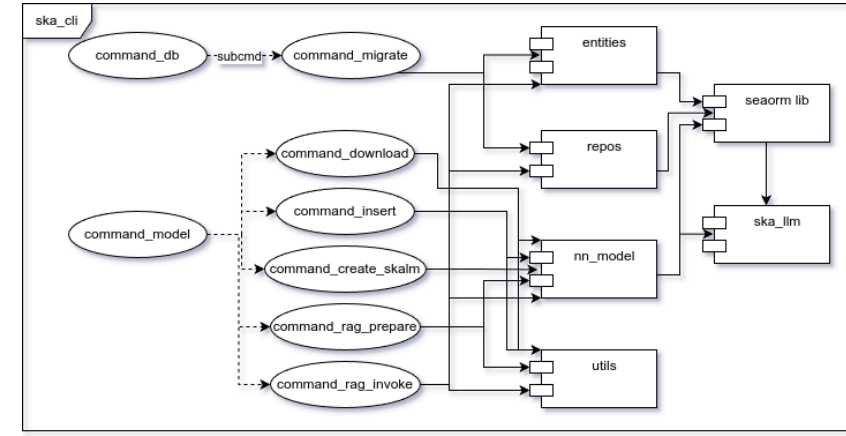 ska_cli
command_db
subcmd
command_migrate
entities
seaorm lib
command_download
repos
command_insert
command_model
ska_llm
command_create_skalm
nn_model
command_rag_prepare
utils
command_rag_invoke